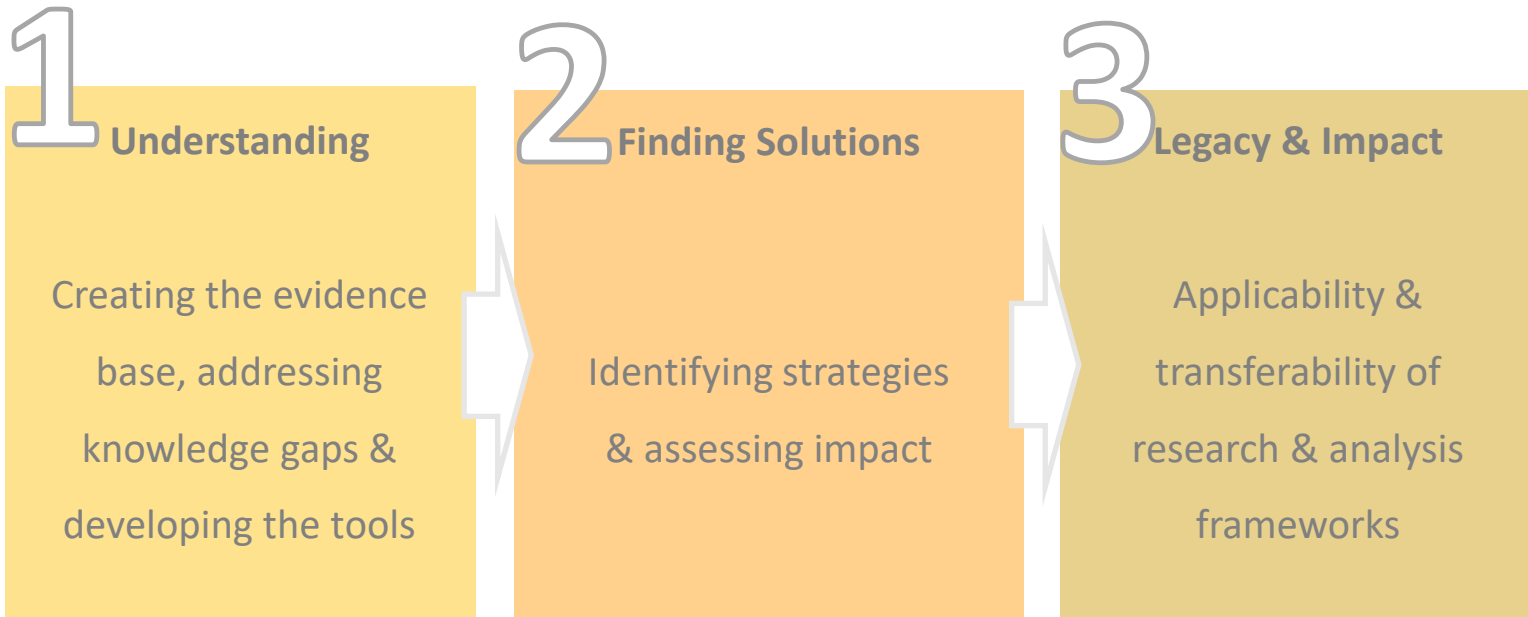 1
Understanding
Creating the evidence
base, addressing
knowledge gaps &
developing the tools
2
Finding Solutions
Identifying strategies
& assessing impact
3
Legacy & Impact
Applicability &
transferability of
research & analysis
frameworks